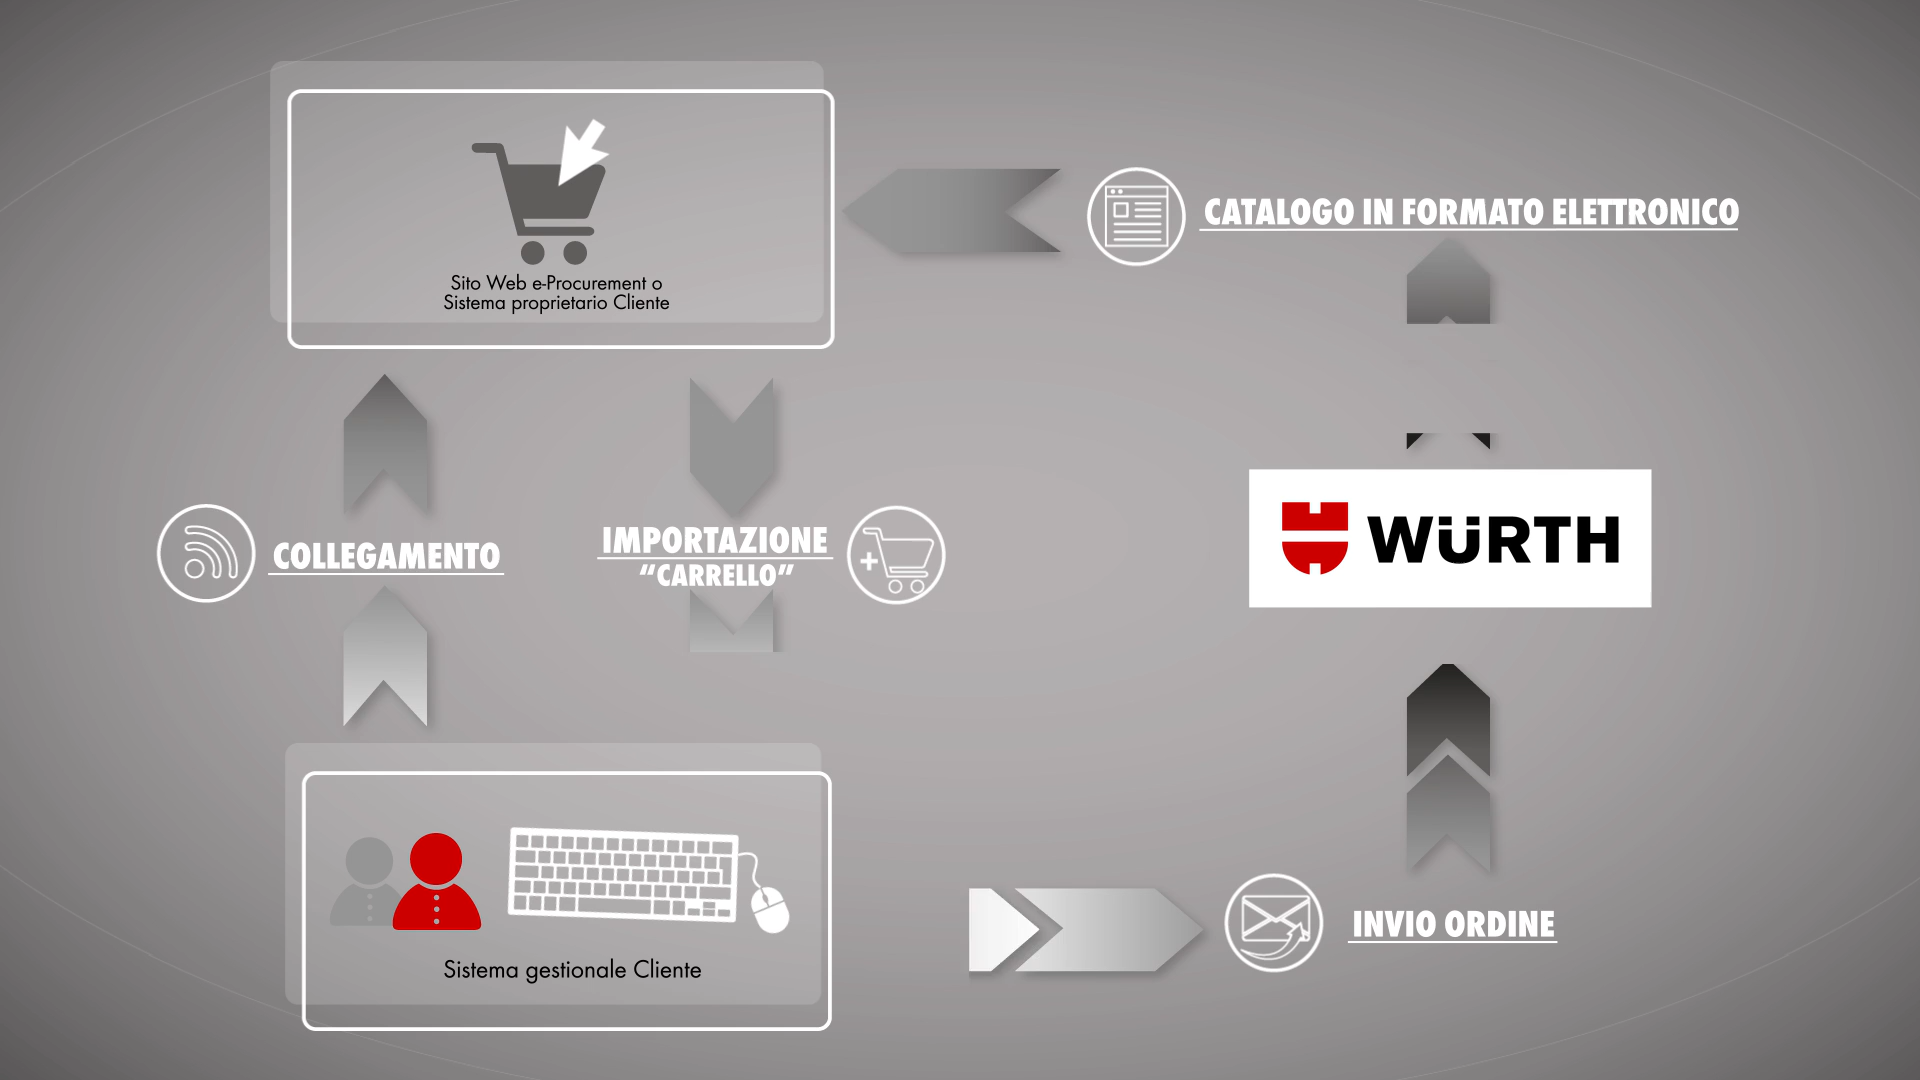 Sito Web e-Procurement o
Sistema proprietario Cliente
CATALOGO IN FORMATO ELETTRONICO
COLLEGAMENTO
IMPORTAZIONE
“CARRELLO”
WÜRTH
Sistema gestionale Cliente
INVIO ORDINE